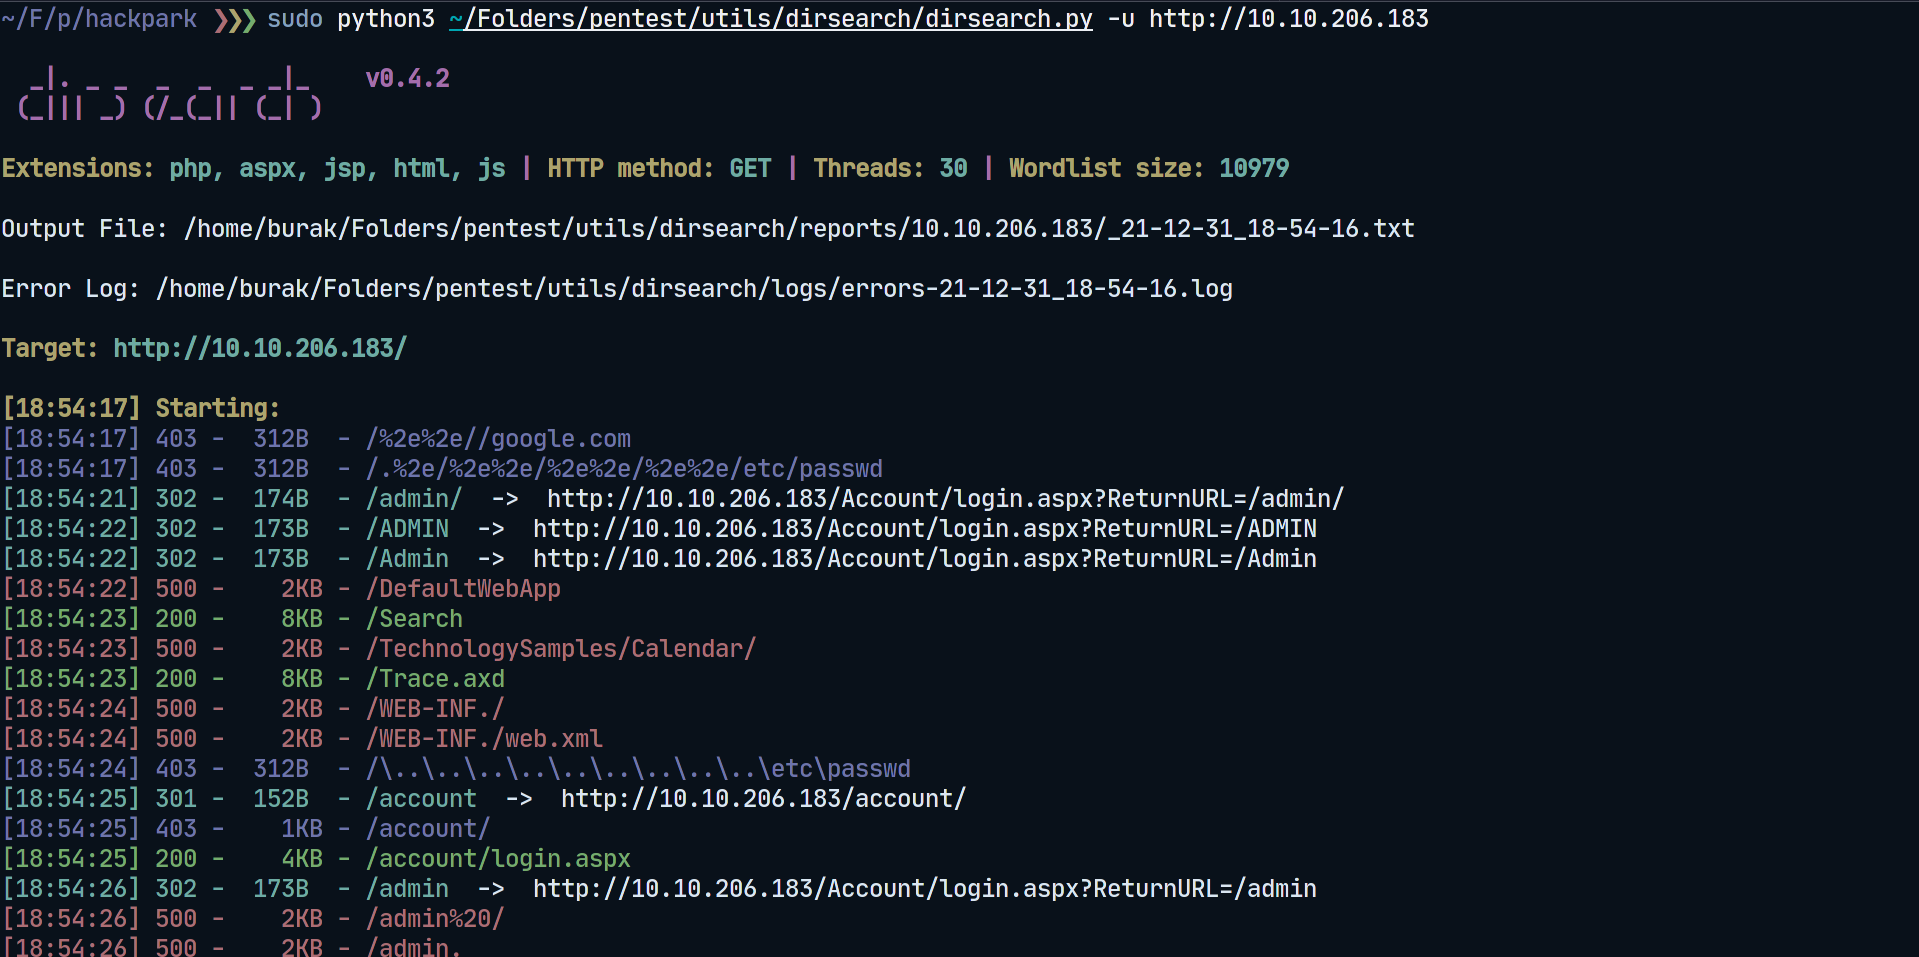 ~/F/p/hackpark ❯❯❯ sudo python3 ~/Folders/pentest/utils/dirsearch/dirsearch.py -u http://10.10.206.183
  _|. _ _  _  _  _ _|_    v0.4.2
 (_||| _) (/_(_|| (_| )
Extensions: php, aspx, jsp, html, js | HTTP method: GET | Threads: 30 | Wordlist size: 10979
Output File: /home/burak/Folders/pentest/utils/dirsearch/reports/10.10.206.183/_21-12-31_18-54-16.txt
Error Log: /home/burak/Folders/pentest/utils/dirsearch/logs/errors-21-12-31_18-54-16.log
Target: http://10.10.206.183/
[18:54:17] Starting:
[18:54:17] 403 -  312B  - /%2e%2e//google.com
[18:54:17] 403 -  312B  - /.%2e/%2e%2e/%2e%2e/%2e%2e/etc/passwd
[18:54:21] 302 -  174B  - /admin/  ->  http://10.10.206.183/Account/login.aspx?ReturnURL=/admin/
[18:54:22] 302 -  173B  - /ADMIN  ->  http://10.10.206.183/Account/login.aspx?ReturnURL=/ADMIN
[18:54:22] 302 -  173B  - /Admin  ->  http://10.10.206.183/Account/login.aspx?ReturnURL=/Admin
[18:54:22] 500 -    2KB - /DefaultWebApp
[18:54:23] 200 -    8KB - /Search
[18:54:23] 500 -    2KB - /TechnologySamples/Calendar/
[18:54:23] 200 -    8KB - /Trace.axd
[18:54:24] 500 -    2KB - /WEB-INF./
[18:54:24] 500 -    2KB - /WEB-INF./web.xml
[18:54:24] 403 -  312B  - /\..\..\..\..\..\..\..\..\..\etc\passwd
[18:54:25] 301 -  152B  - /account  ->  http://10.10.206.183/account/
[18:54:25] 403 -    1KB - /account/
[18:54:25] 200 -    4KB - /account/login.aspx
[18:54:26] 302 -  173B  - /admin  ->  http://10.10.206.183/Account/login.aspx?ReturnURL=/admin
[18:54:26] 500 -    2KB - /admin%20/
[18:54:26] 500 -    2KB - /admin.